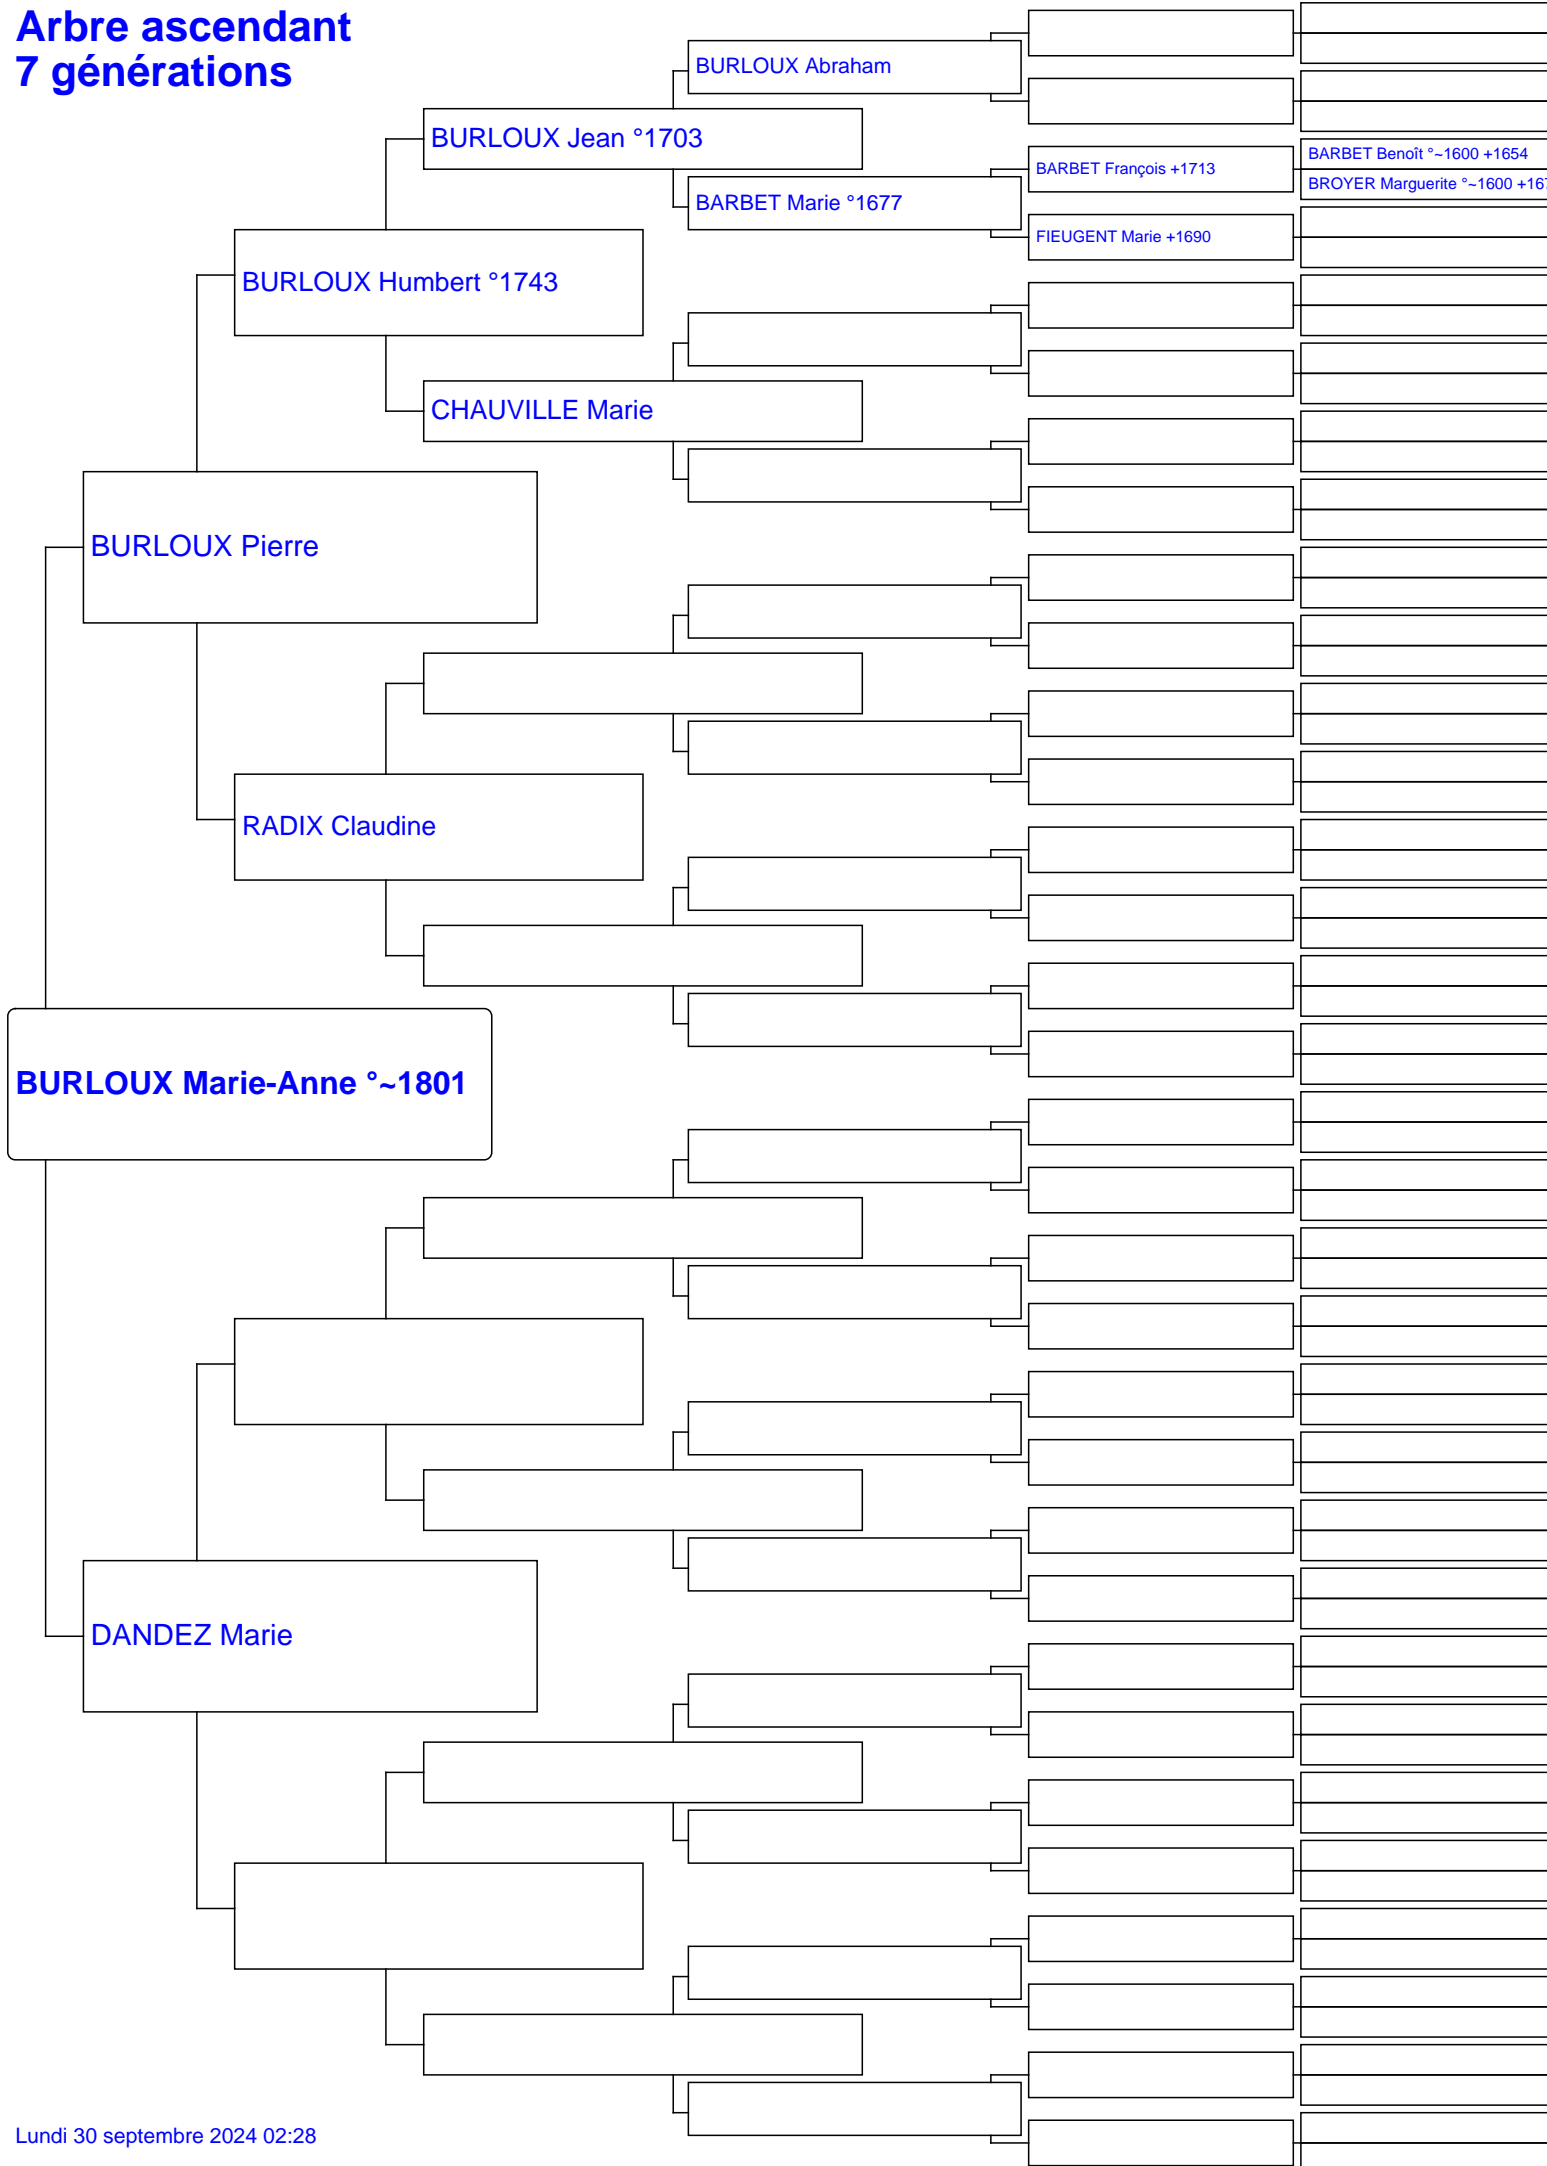 Arbre ascendant
7 générations
BURLOUX Abraham
BURLOUX Jean °1703
BARBET François +1713
BARBET Benoît °~1600 +1654
BROYER Marguerite °~1600
BARBET Marie °1677
FIEUGENT Marie +1690
BURLOUX Humbert °1743
CHAUVILLE Marie
BURLOUX Pierre
RADIX Claudine
BURLOUX Marie-Anne °~1801
DANDEZ Marie
Lundi 30 septembre 2024 02:28